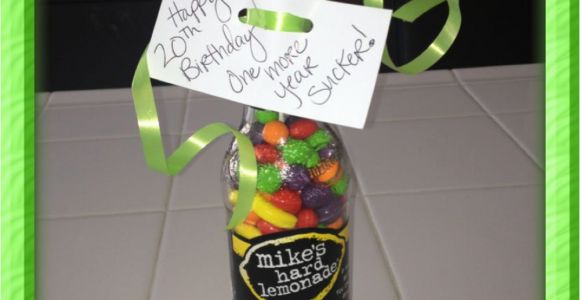 Happy
20TH
Birthday!
One more
year
sucker!
mike's
hard
lemonade